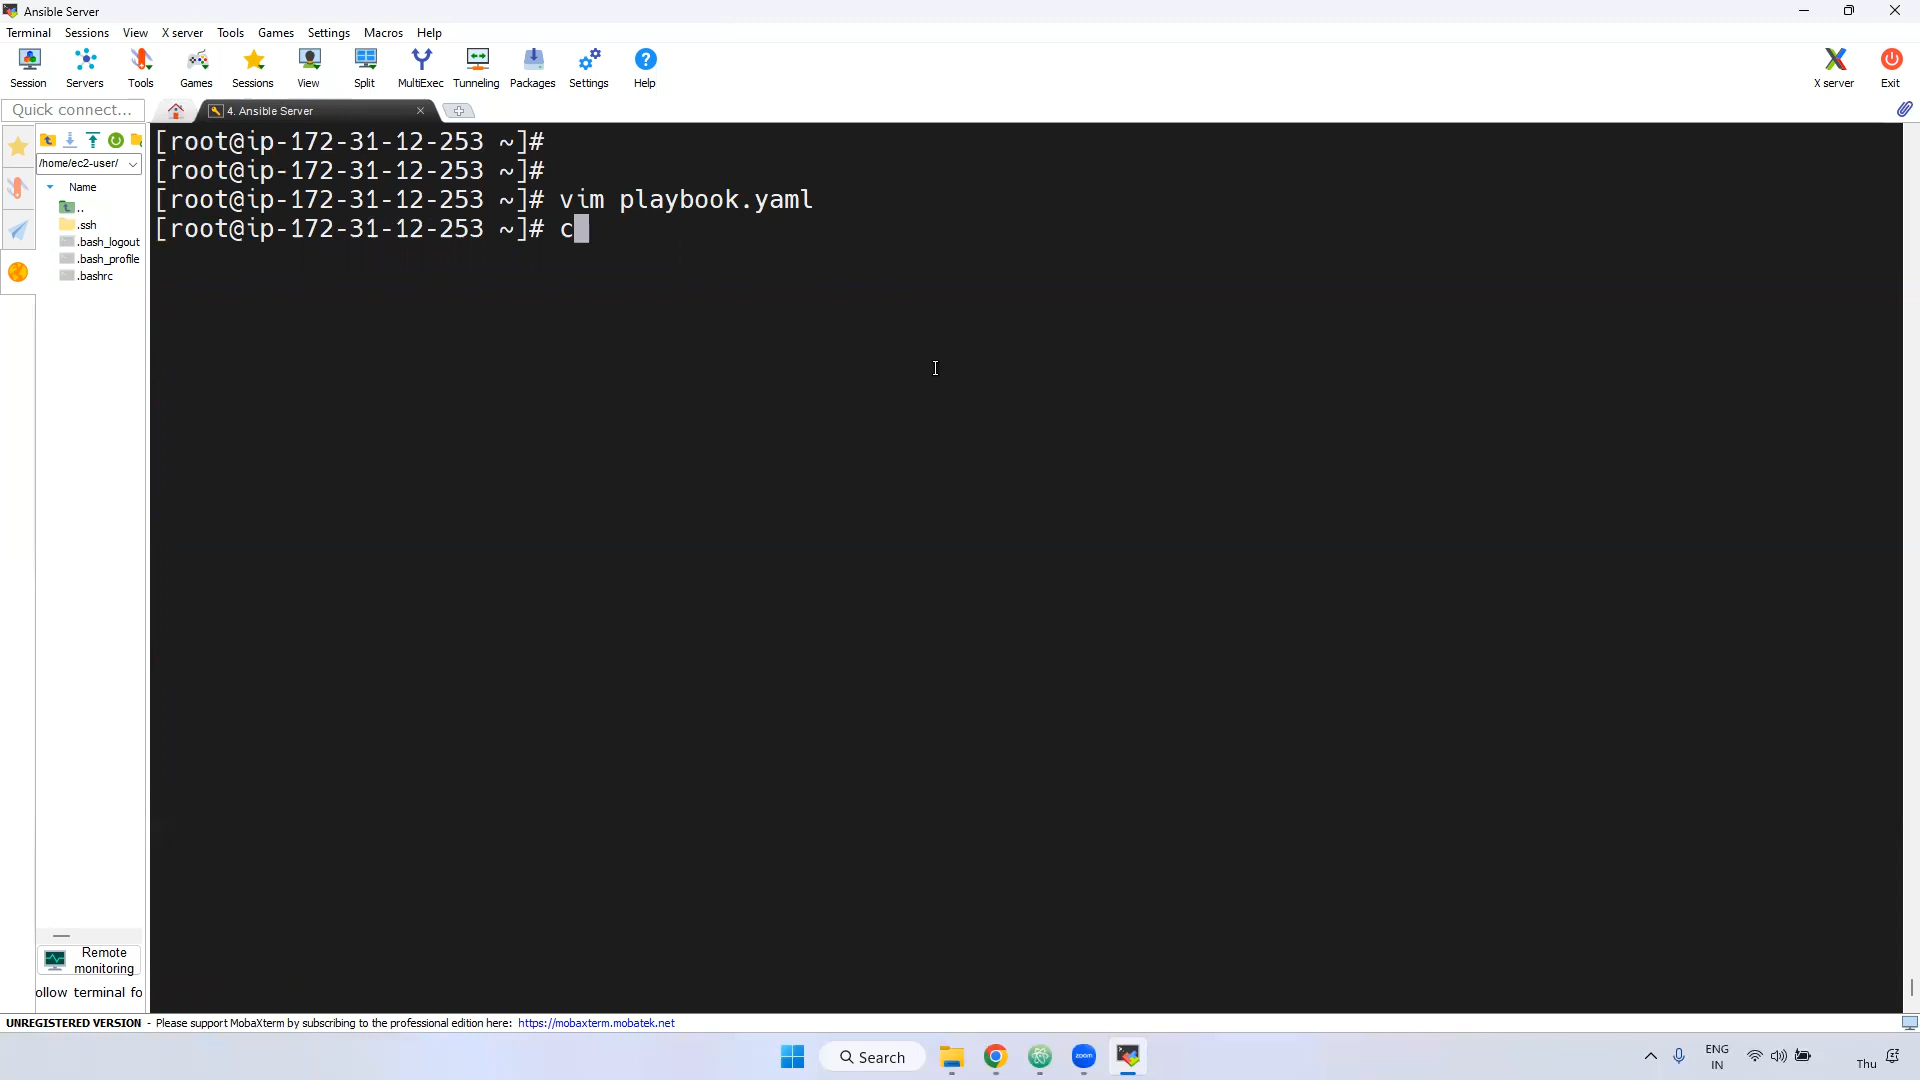 Ansible Server
Terminal Sessions View X server Tools Games Settings Macros Help
Session Servers Tools Games Sessions View Split MultiExec Tunneling Packages Settings Help X server Exit
Quick connect...
4. Ansible Server
/home/ec2-user/
Name
..
.ssh
.bash_logout
.bash_profile
.bashrc
[root@ip-172-31-12-253 ~]#
[root@ip-172-31-12-253 ~]#
[root@ip-172-31-12-253 ~]# vim playbook.yaml
[root@ip-172-31-12-253 ~]# c
Remote
monitoring
ollow terminal fo
UNREGISTERED VERSION - Please support MobaXterm by subscribing to the professional edition here: https://mobaxterm.mobatek.net
Search
zoom
ENG
IN
Thu